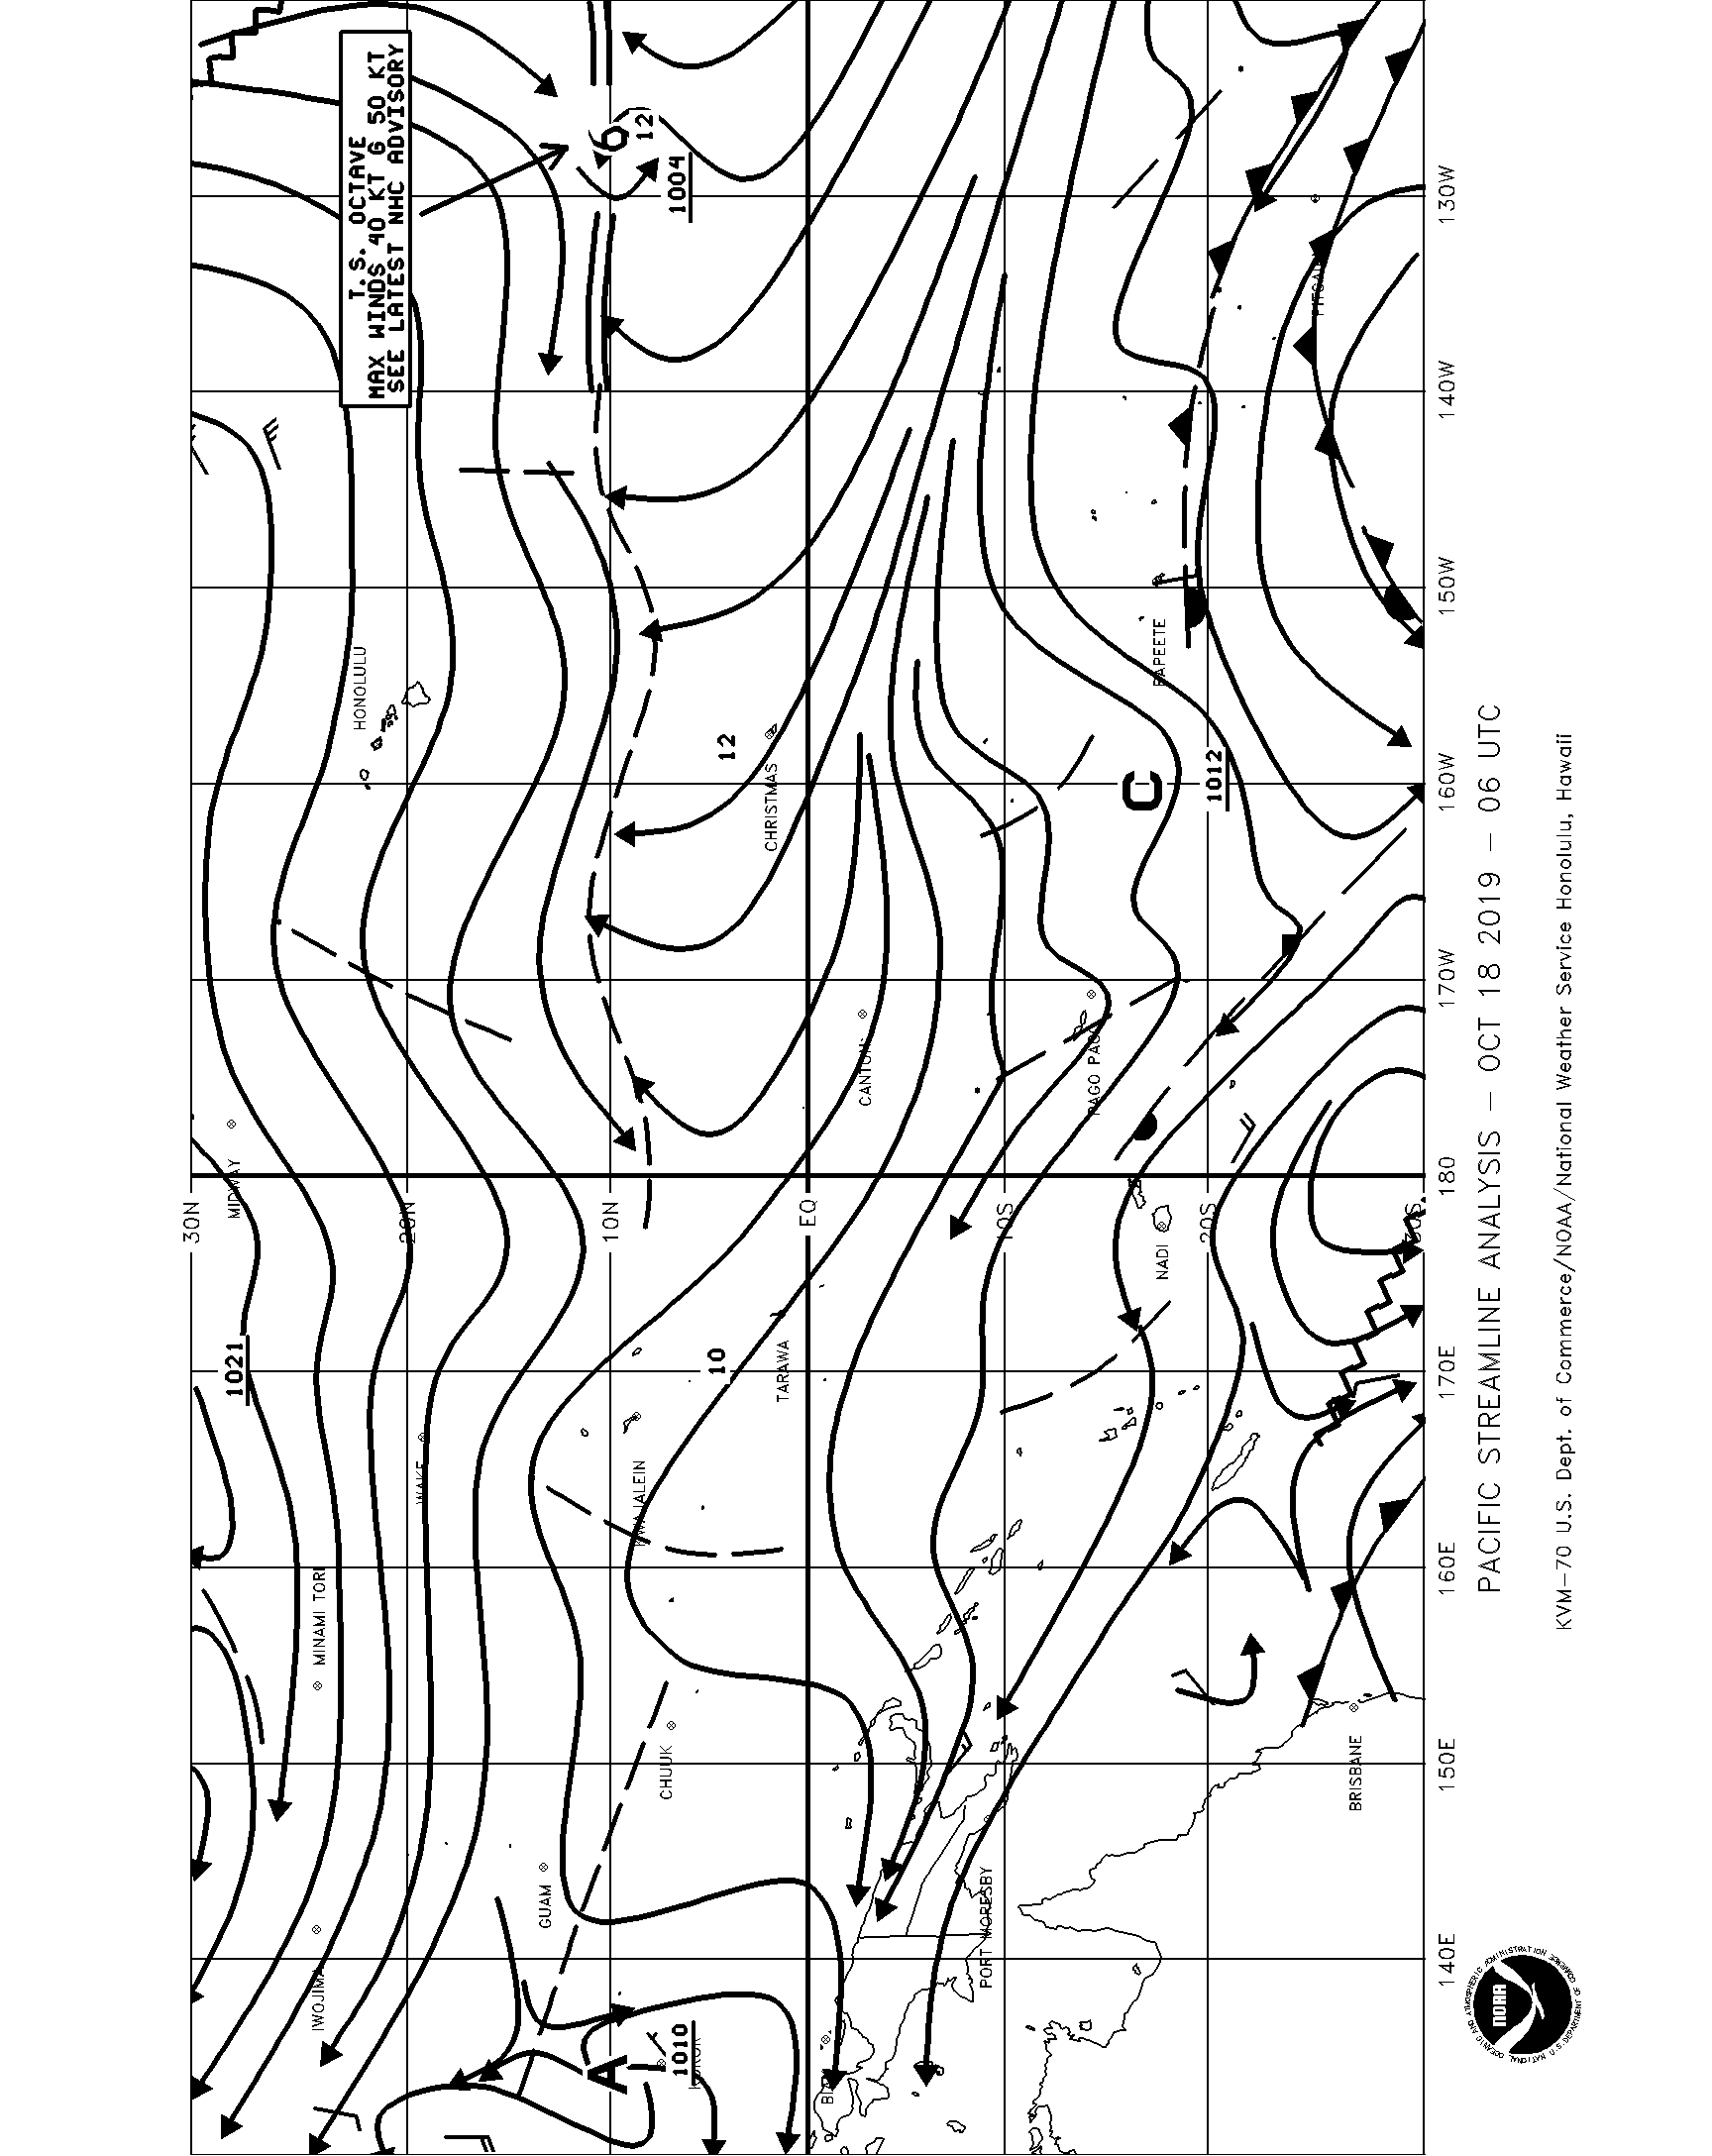 T.S. OCTAVE
MAX WINDS 40 KT G 50 KT
SEE LATEST NHC ADVISORY
30N
20N
10N
EQ
10S
20S
30S
140E
150E
160E
170E
180
170W
160W
150W
140W
130W
1021
1010
10
12
1012
12
1004
A
C
IWOJIMA
MINAMI TORI
WAKE
MIDWAY
HONOLULU
GUAM
CHUUK
KWAJALEIN
TARAWA
CHRISTMAS
CANTON
PAGO PAGO
PAPEETE
NADI
PORT MORESBY
BRISBANE
PACIFIC STREAMLINE ANALYSIS - OCT 18 2019 - 06 UTC
KVM-70 U.S. Dept. of Commerce/NOAA/National Weather Service Honolulu, Hawaii
NOAA
NATIONAL OCEANIC AND ATMOSPHERIC ADMINISTRATION
U.S. DEPARTMENT OF COMMERCE